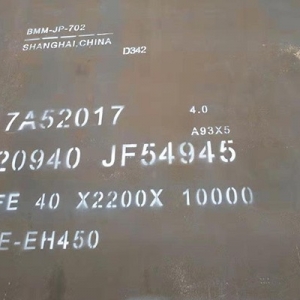 BMM-JP-702
SHANGHAI,CHINA
D342
7A52017
4.0
A93X5
20940 JF54945
FE 40 X2200X 10000
E-EH450